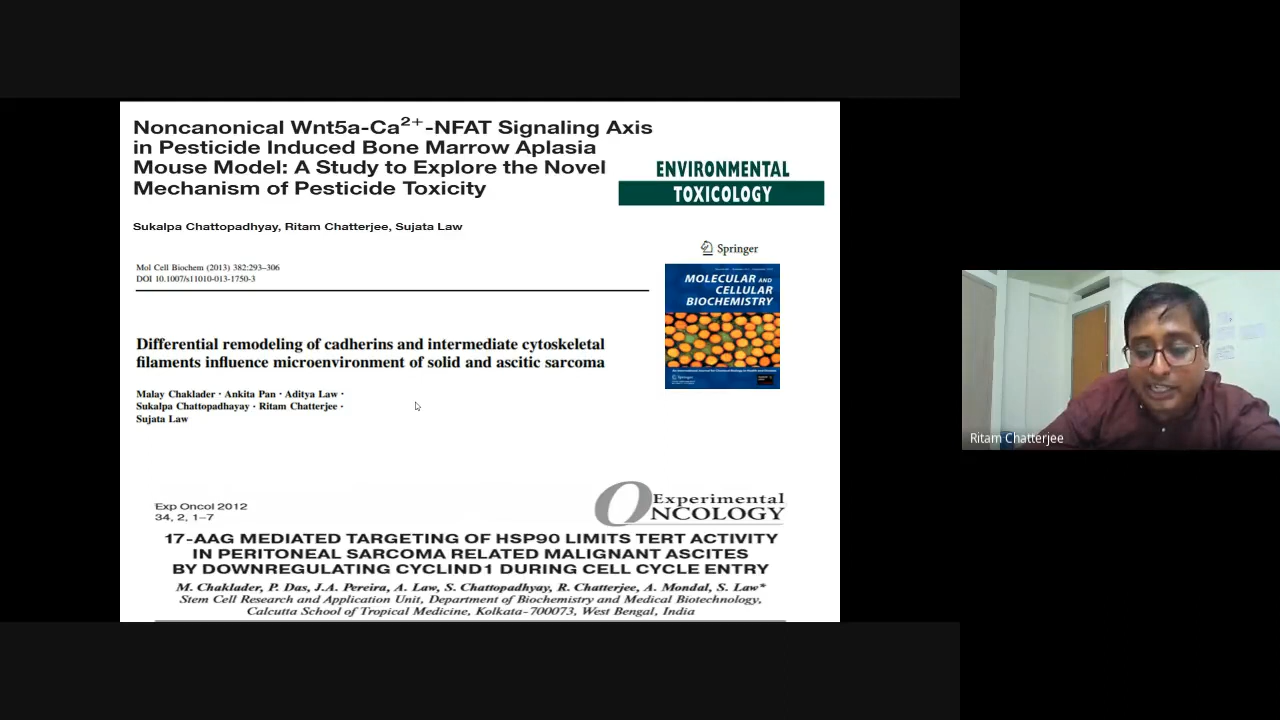 Noncanonical Wnt5a-Ca2+-NFAT Signaling Axis
in Pesticide Induced Bone Marrow Aplasia
Mouse Model: A Study to Explore the Novel
Mechanism of Pesticide Toxicity
ENVIRONMENTAL
TOXICOLOGY
Sukalpa Chattopadhyay, Ritam Chatterjee, Sujata Law
Springer
Mol Cell Biochem (2013) 382:293–306
DOI 10.1007/s11010-013-1750-3
MOLECULAR AND
CELLULAR
BIOCHEMISTRY
Differential remodeling of cadherins and intermediate cytoskeletal
filaments influence microenvironment of solid and ascitic sarcoma
Springer
Malay Chaklader · Ankita Pan · Aditya Law ·
Sukalpa Chattopadhayay · Ritam Chatterjee ·
Sujata Law
Ritam Chatterjee
Exp Oncol 2012
34, 2, 1–7
Experimental
ONCOLOGY
17-AAG MEDIATED TARGETING OF HSP90 LIMITS TERT ACTIVITY
IN PERITONEAL SARCOMA RELATED MALIGNANT ASCITES
BY DOWNREGULATING CYCLIND1 DURING CELL CYCLE ENTRY
M. Chaklader, P. Das, J.A. Pereira, A. Law, S. Chattopadhyay, R. Chatterjee, A. Mondal, S. Law*
Stem Cell Research and Application Unit, Department of Biochemistry and Medical Biotechnology,
Calcutta School of Tropical Medicine, Kolkata-700073, West Bengal, India